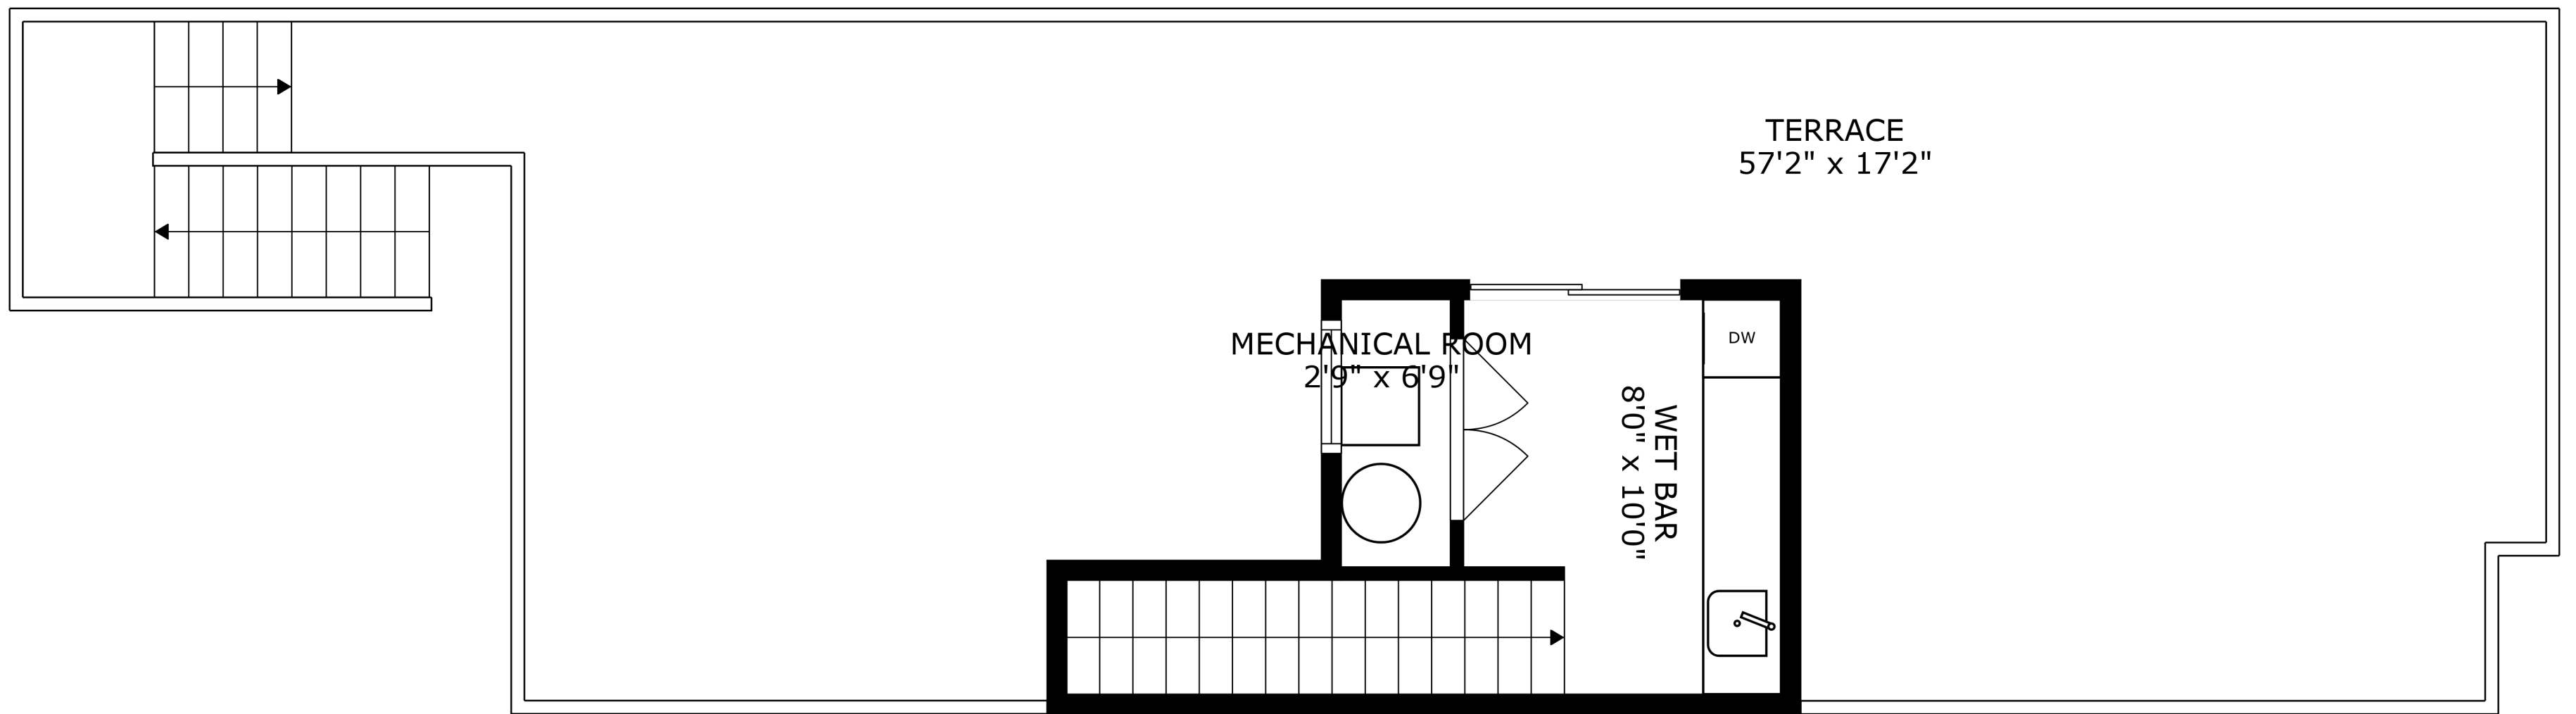 TERRACE
57'2" x 17'2"
MECHANICAL ROOM
2'9" x 6'9"
DW
WET BAR
8'0" x 10'0"